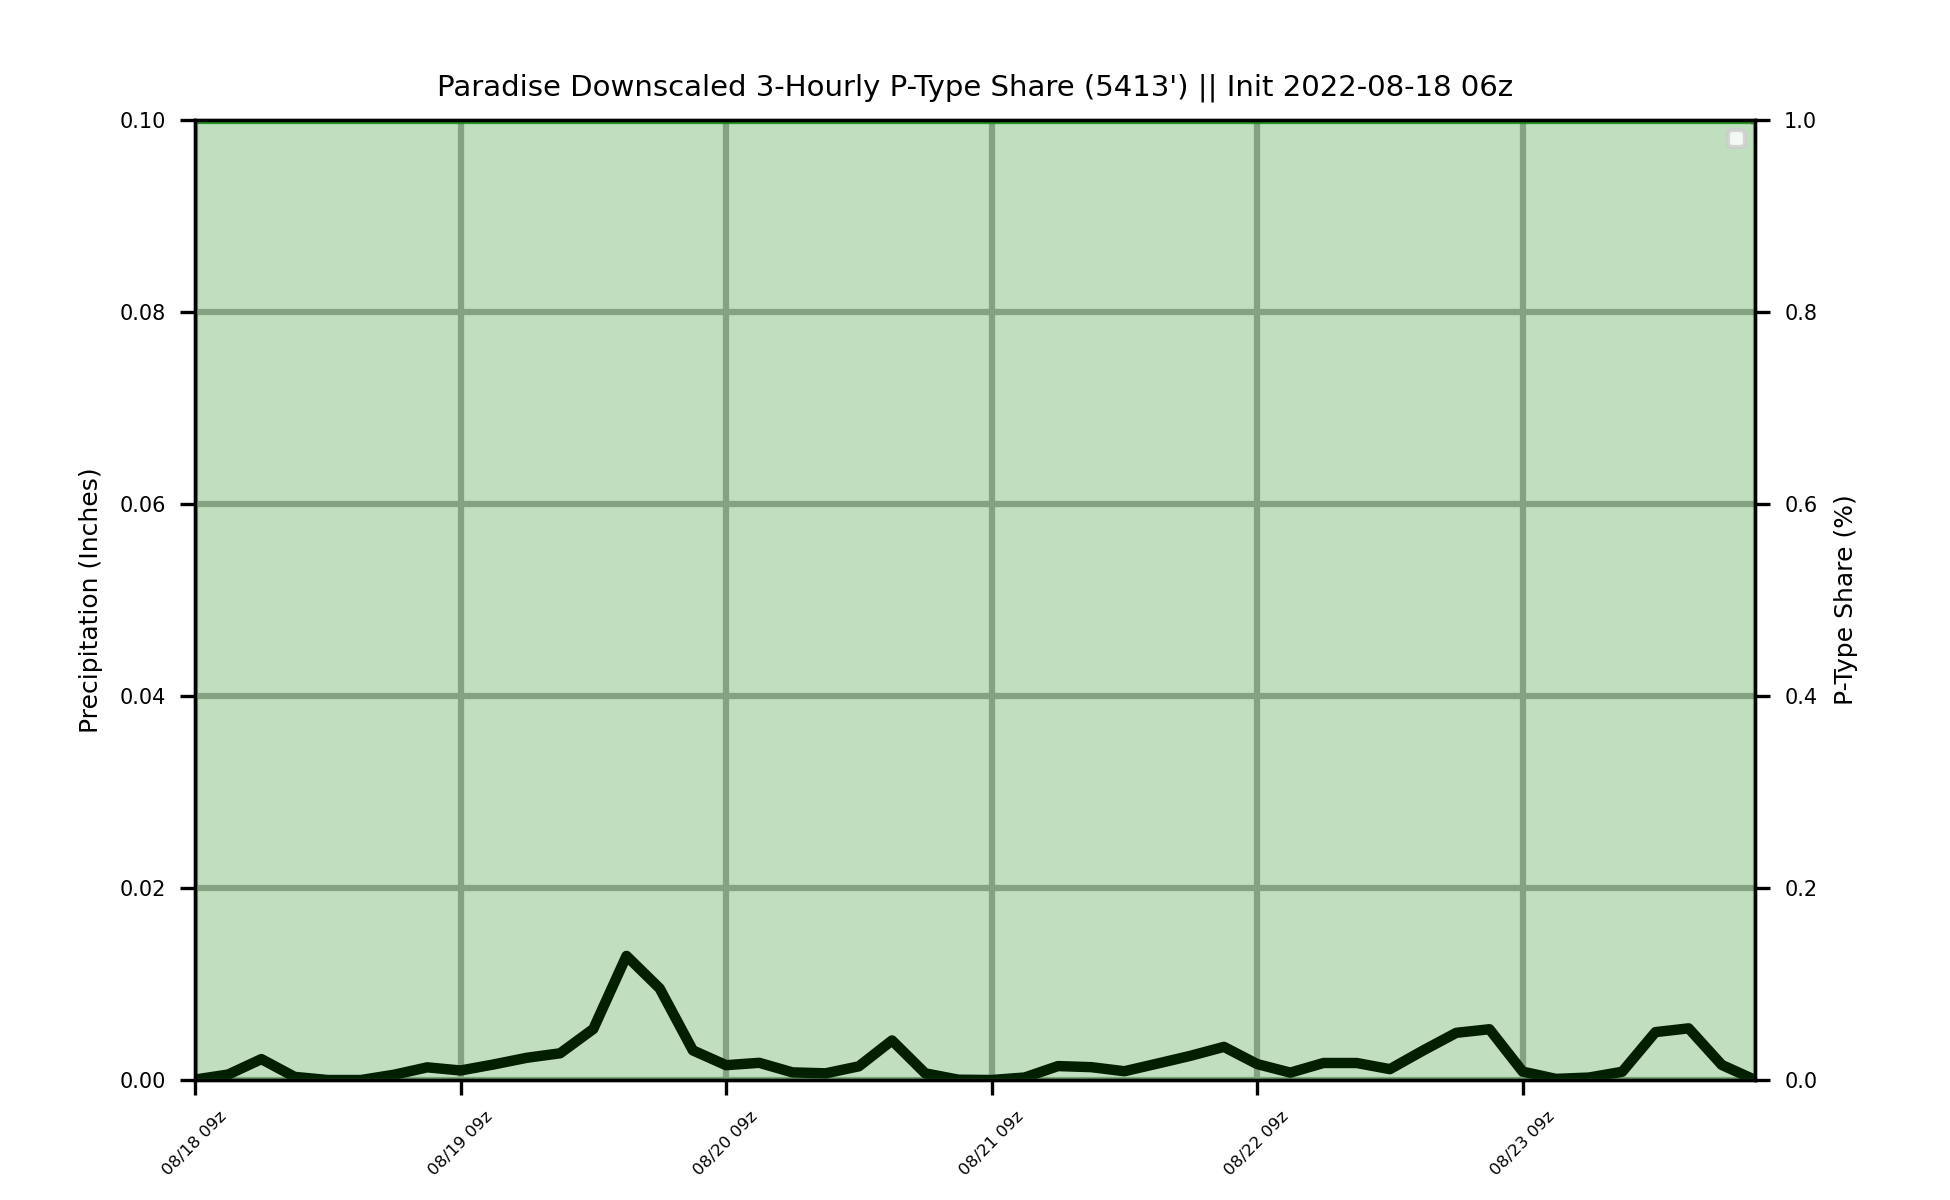 Paradise Downscaled 3-Hourly P-Type Share (5413') || Init 2022-08-18 06z
0.10
0.08
0.06
0.04
0.02
0.00
Precipitation (Inches)
1.0
0.8
0.6
0.4
0.2
0.0
P-Type Share (%)
08/18 09z
08/19 09z
08/20 09z
08/21 09z
08/22 09z
08/23 09z